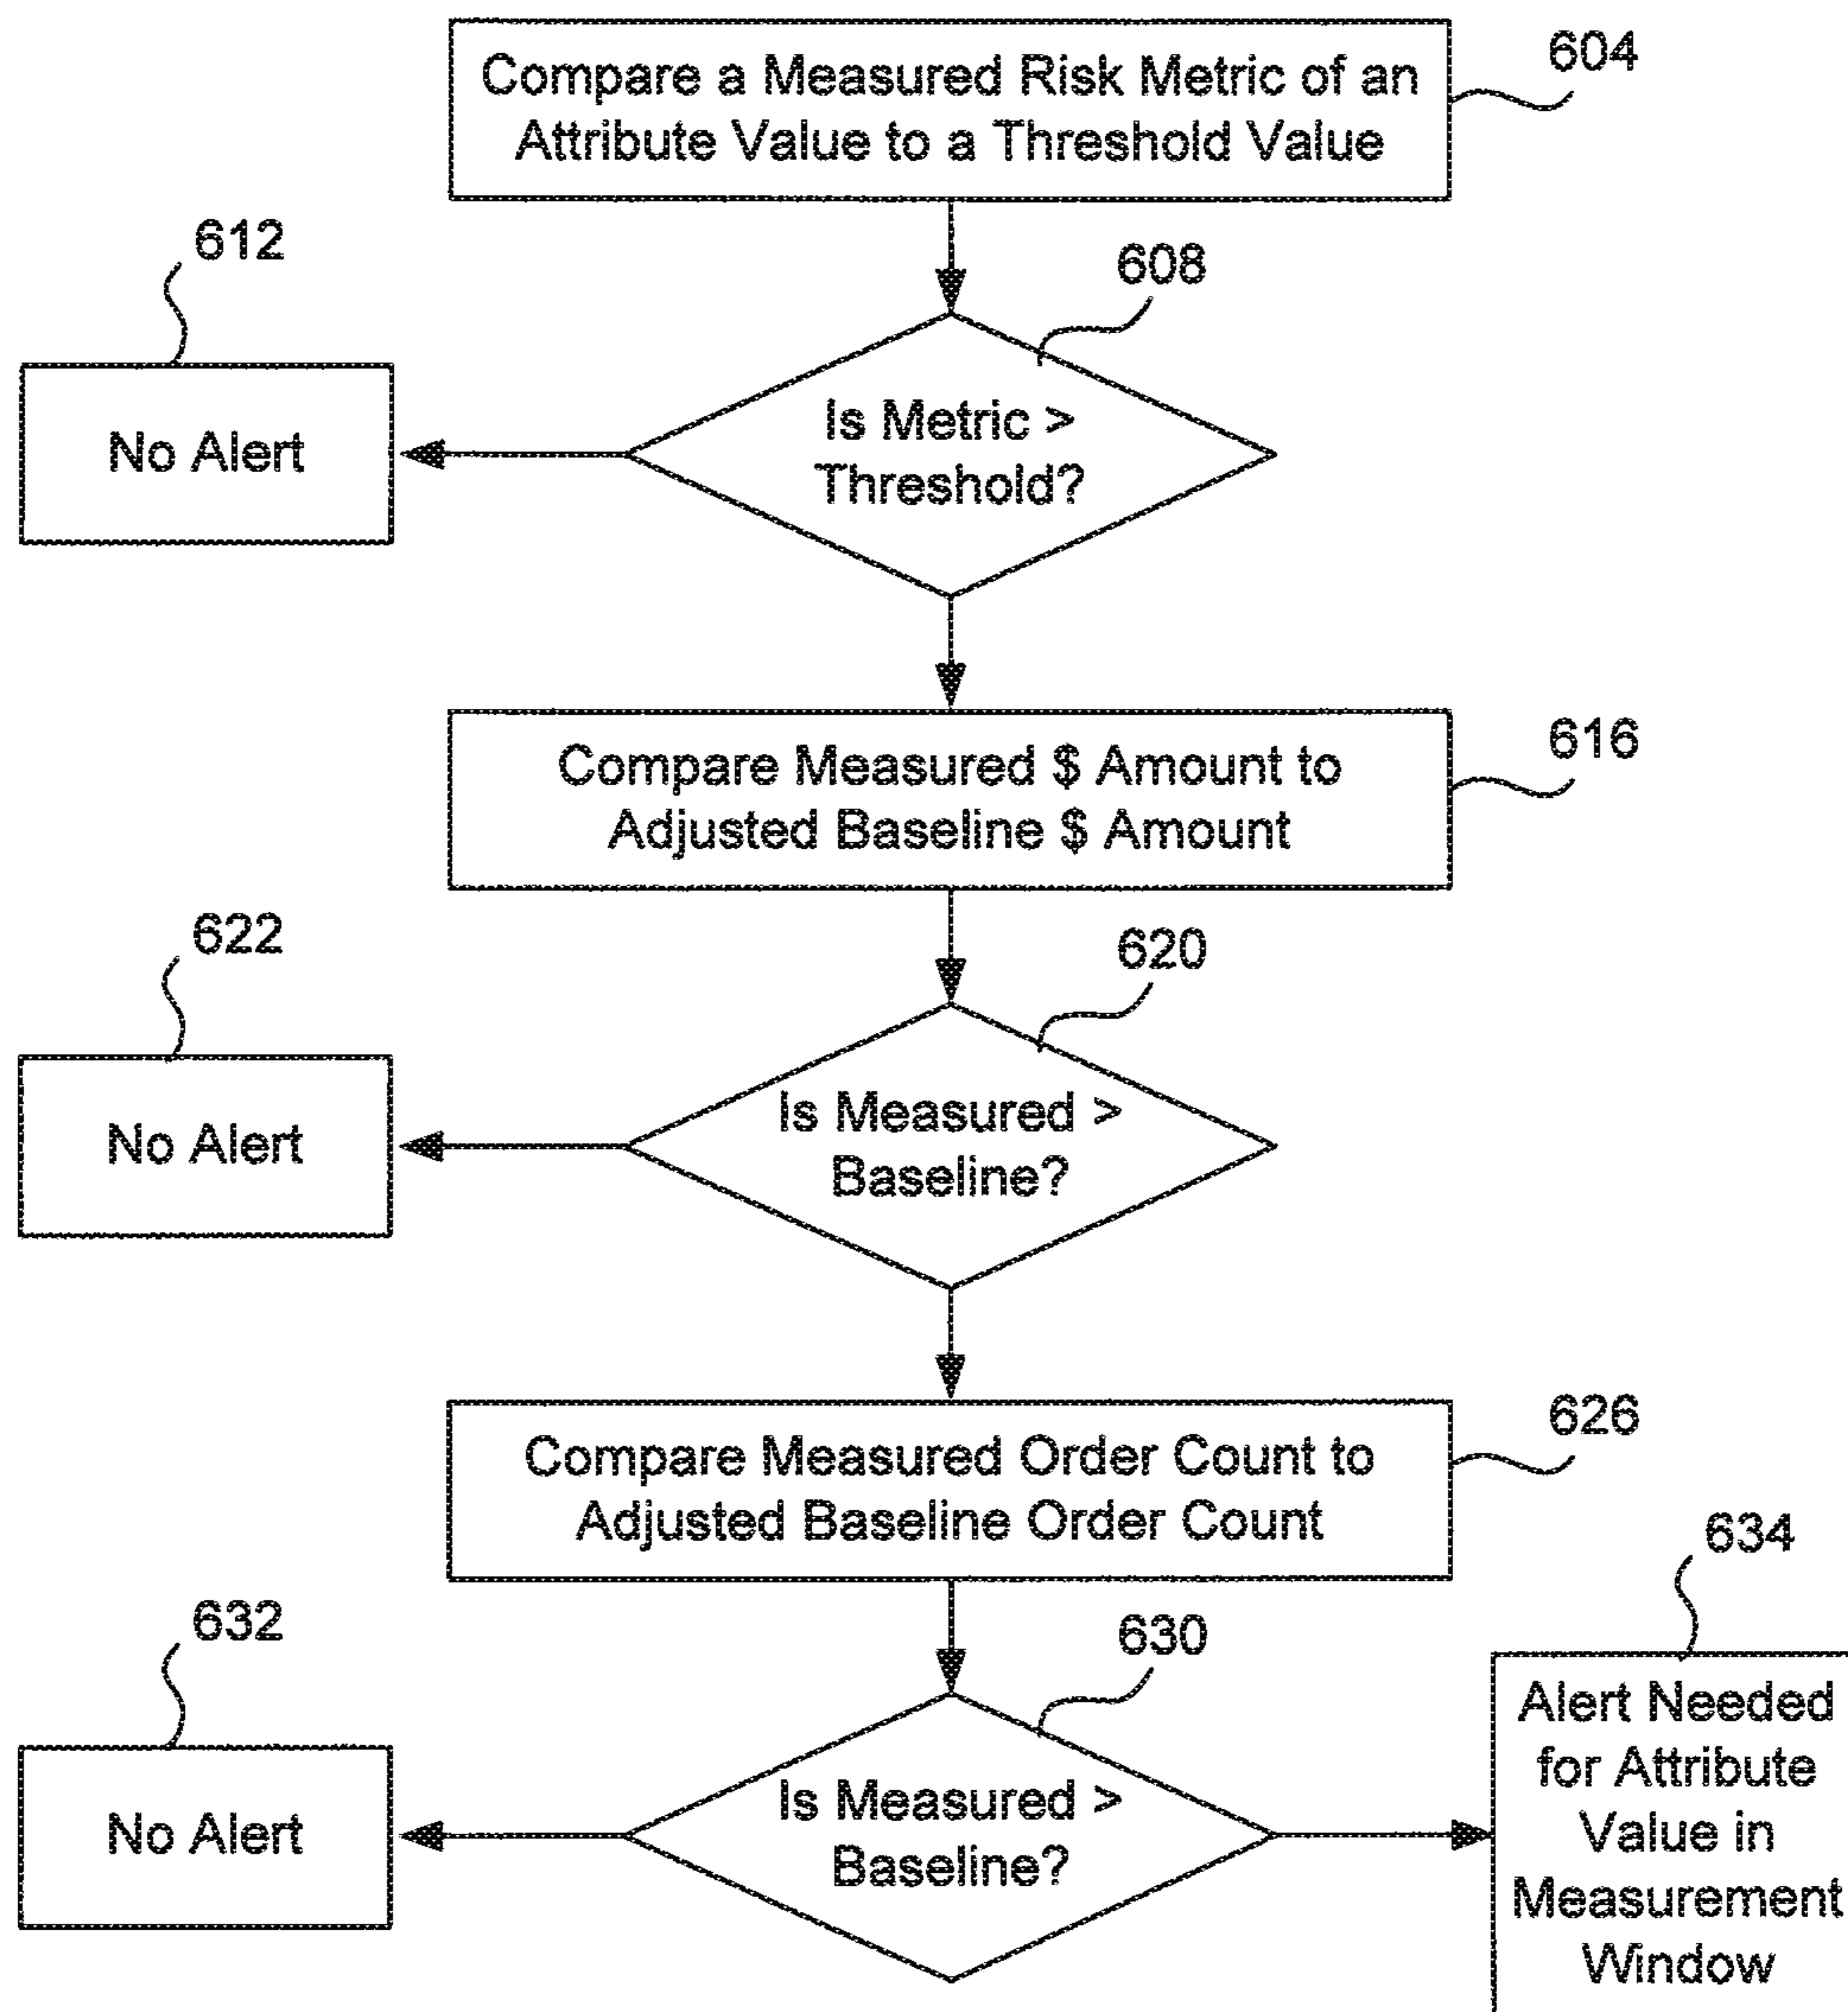 Compare a Measured Risk Metric of an
Attribute Value to a Threshold Value
604
612
608
No Alert
Is Metric >
Threshold?
Compare Measured $ Amount to
Adjusted Baseline $ Amount
616
622
620
No Alert
Is Measured >
Baseline?
Compare Measured Order Count to
Adjusted Baseline Order Count
626
634
632
630
No Alert
Is Measured >
Baseline?
Alert Needed
for Attribute
Value in
Measurement
Window